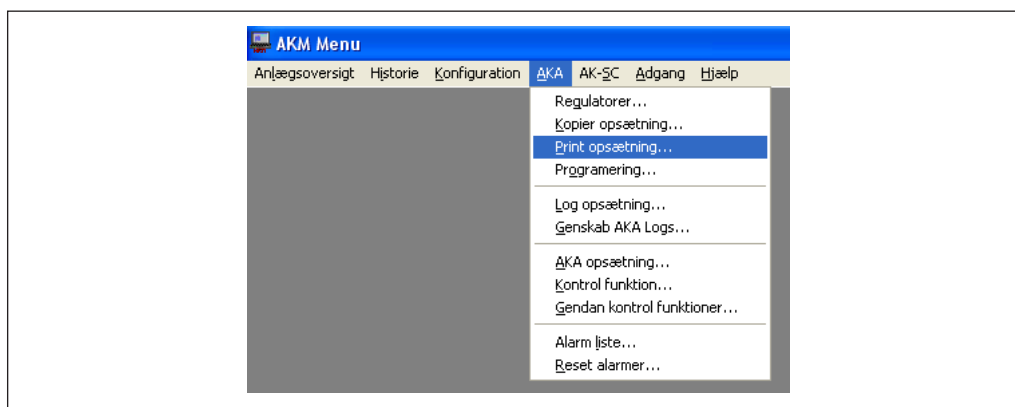 AKM Menu
Anlægsoversigt Historie Konfiguration AKA AK-SC Adgang Hjælp
Regulatorer...
Kopier opsætning...
Print opsætning...
Programering...
Log opsætning...
Genskab AKA Logs...
AKA opsætning...
Kontrol funktion...
Gendan kontrol funktioner...
Alarm liste...
Reset alarmer...